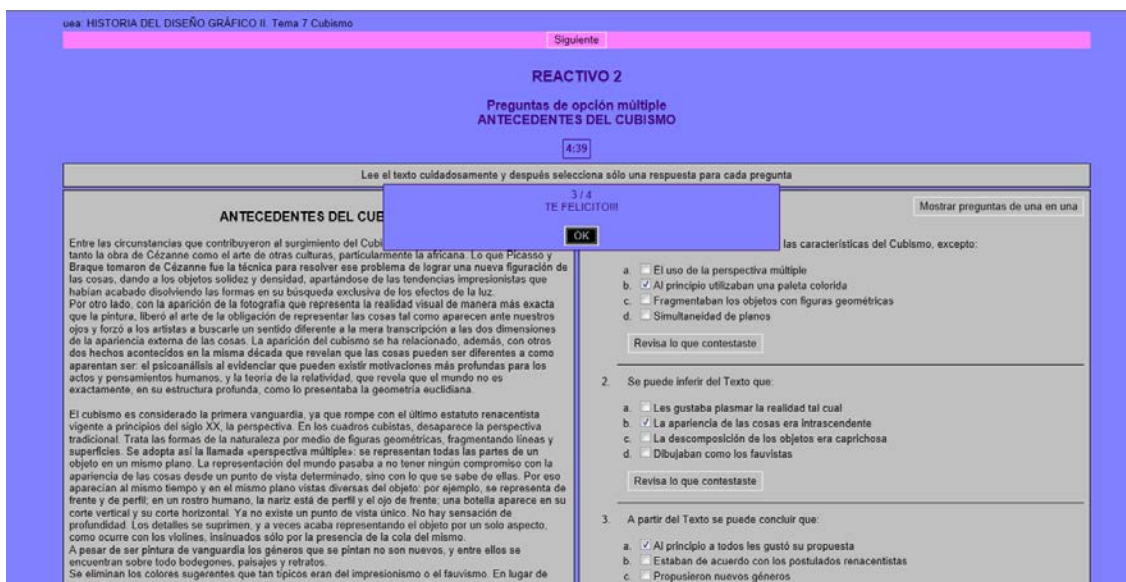 uea: HISTORIA DEL DISEÑO GRÁFICO II. Tema 7 Cubismo
Siguiente
REACTIVO 2
Preguntas de opción múltiple
ANTECEDENTES DEL CUBISMO
4:39
Lee el texto cuidadosamente y después selecciona sólo una respuesta para cada pregunta
3 / 4
TE FELICITO!!!
OK
ANTECEDENTES DEL CUB
Entre las circunstancias que contribuyeron al surgimiento del Cubi
tanto la obra de Cézanne como el arte de otras culturas, particularmente la africana. Lo que Picasso y
Braque tomaron de Cézanne fue la técnica para resolver ese problema de lograr una nueva figuración de
las cosas, dando a los objetos solidez y densidad, apartándose de las tendencias impresionistas que
habían acabado disolviendo las formas en su búsqueda exclusiva de los efectos de la luz.
Por otro lado, con la aparición de la fotografía que representa la realidad visual de manera más exacta
que la pintura, liberó al arte de la obligación de representar las cosas tal como aparecen ante nuestros
ojos y forzó a los artistas a buscarle un sentido diferente a la mera transcripción a las dos dimensiones
de la apariencia externa de las cosas. La aparición del cubismo se ha relacionado, además, con otros
dos hechos acontecidos en la misma década que revelan que las cosas pueden ser diferentes a como
aparentan ser: el psicoanálisis al evidenciar que pueden existir motivaciones más profundas para los
actos y pensamientos humanos, y la teoría de la relatividad, que revela que el mundo no es
exactamente, en su estructura profunda, como lo presentaba la geometría euclidiana.
El cubismo es considerado la primera vanguardia, ya que rompe con el último estatuto renacentista
vigente a principios del siglo XX, la perspectiva. En los cuadros cubistas, desaparece la perspectiva
tradicional. Trata las formas de la naturaleza por medio de figuras geométricas, fragmentando líneas y
superficies. Se adopta así la llamada «perspectiva múltiple»: se representan todas las partes de un
objeto en un mismo plano. La representación del mundo pasaba a no tener ningún compromiso con la
apariencia de las cosas desde un punto de vista determinado, sino con lo que se sabe de ellas. Por eso
aparecían al mismo tiempo y en el mismo plano vistas diversas del objeto: por ejemplo, se representa de
frente y de perfil; en un rostro humano, la nariz está de perfil y el ojo de frente; una botella aparece en su
corte vertical y su corte horizontal. Ya no existe un punto de vista único. No hay sensación de
profundidad. Los detalles se suprimen, y a veces acaba representando el objeto por un solo aspecto,
como ocurre con los violines, insinuados sólo por la presencia de la cola del mismo.
A pesar de ser pintura de vanguardia los géneros que se pintan no son nuevos, y entre ellos se
encuentran sobre todo bodegones, paisajes y retratos.
Se eliminan los colores sugerentes que tan típicos eran del impresionismo o el fauvismo. En lugar de
Mostrar preguntas de una en una
las características del Cubismo, excepto:
a. El uso de la perspectiva múltiple
b. Al principio utilizaban una paleta colorida
c. Fragmentaban los objetos con figuras geométricas
d. Simultaneidad de planos
Revisa lo que contestaste
2. Se puede inferir del Texto que:
a. Les gustaba plasmar la realidad tal cual
b. La apariencia de las cosas era intrascendente
c. La descomposición de los objetos era caprichosa
d. Dibujaban como los fauvistas
Revisa lo que contestaste
3. A partir del Texto se puede concluir que:
a. Al principio a todos les gustó su propuesta
b. Estaban de acuerdo con los postulados renacentistas
c. Propusieron nuevos géneros